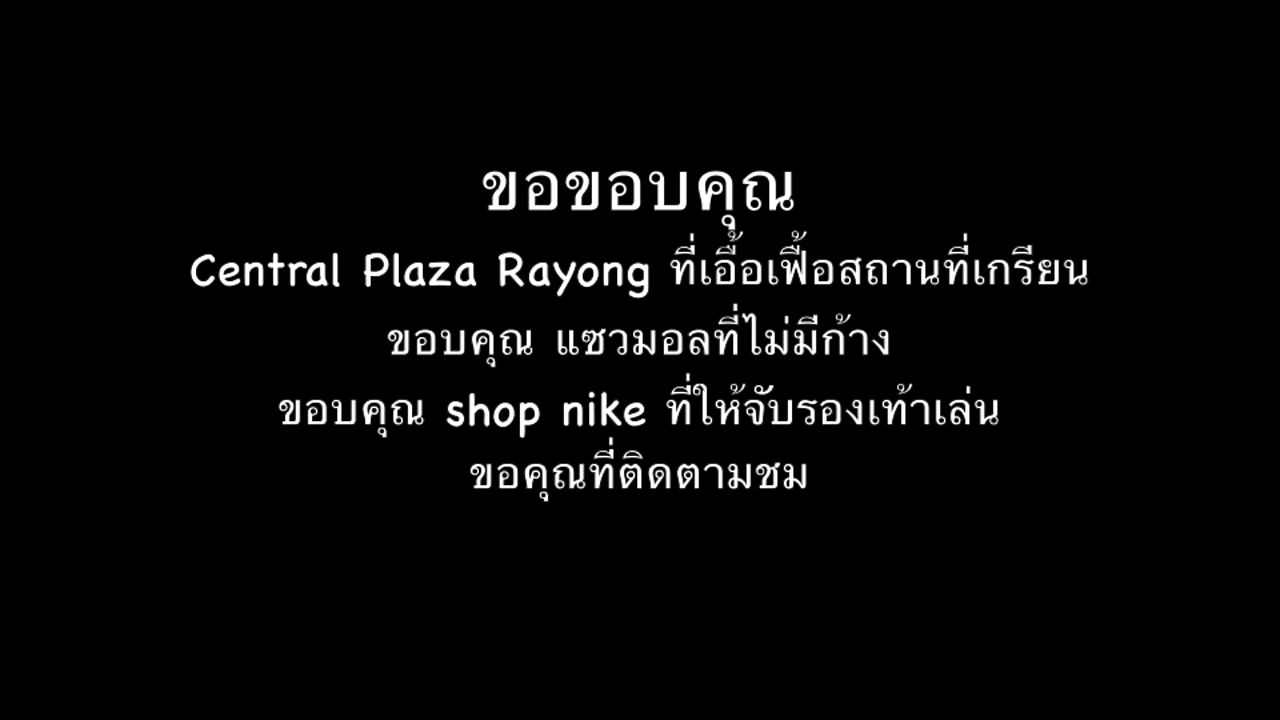 ขอขอบคุณ
Central Plaza Rayong ที่เอื้อเฟื้อสถานที่เกรียน
ขอบคุณ แซวมอลที่ไม่มีก้าง
ขอบคุณ shop nike ที่ให้จับรองเท้าเล่น
ขอคุณที่ติดตามชม